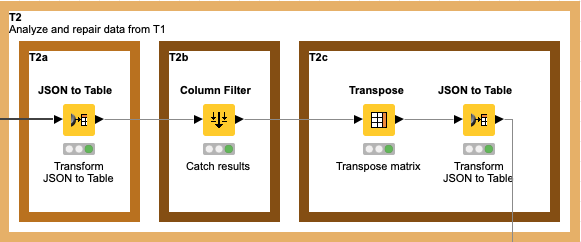 T2
Analyze and repair data from T1
T2a
T2b
T2c
JSON to Table
Column Filter
Transpose
JSON to Table
Transform
JSON to Table
Catch results
Transpose matrix
Transform
JSON to Table